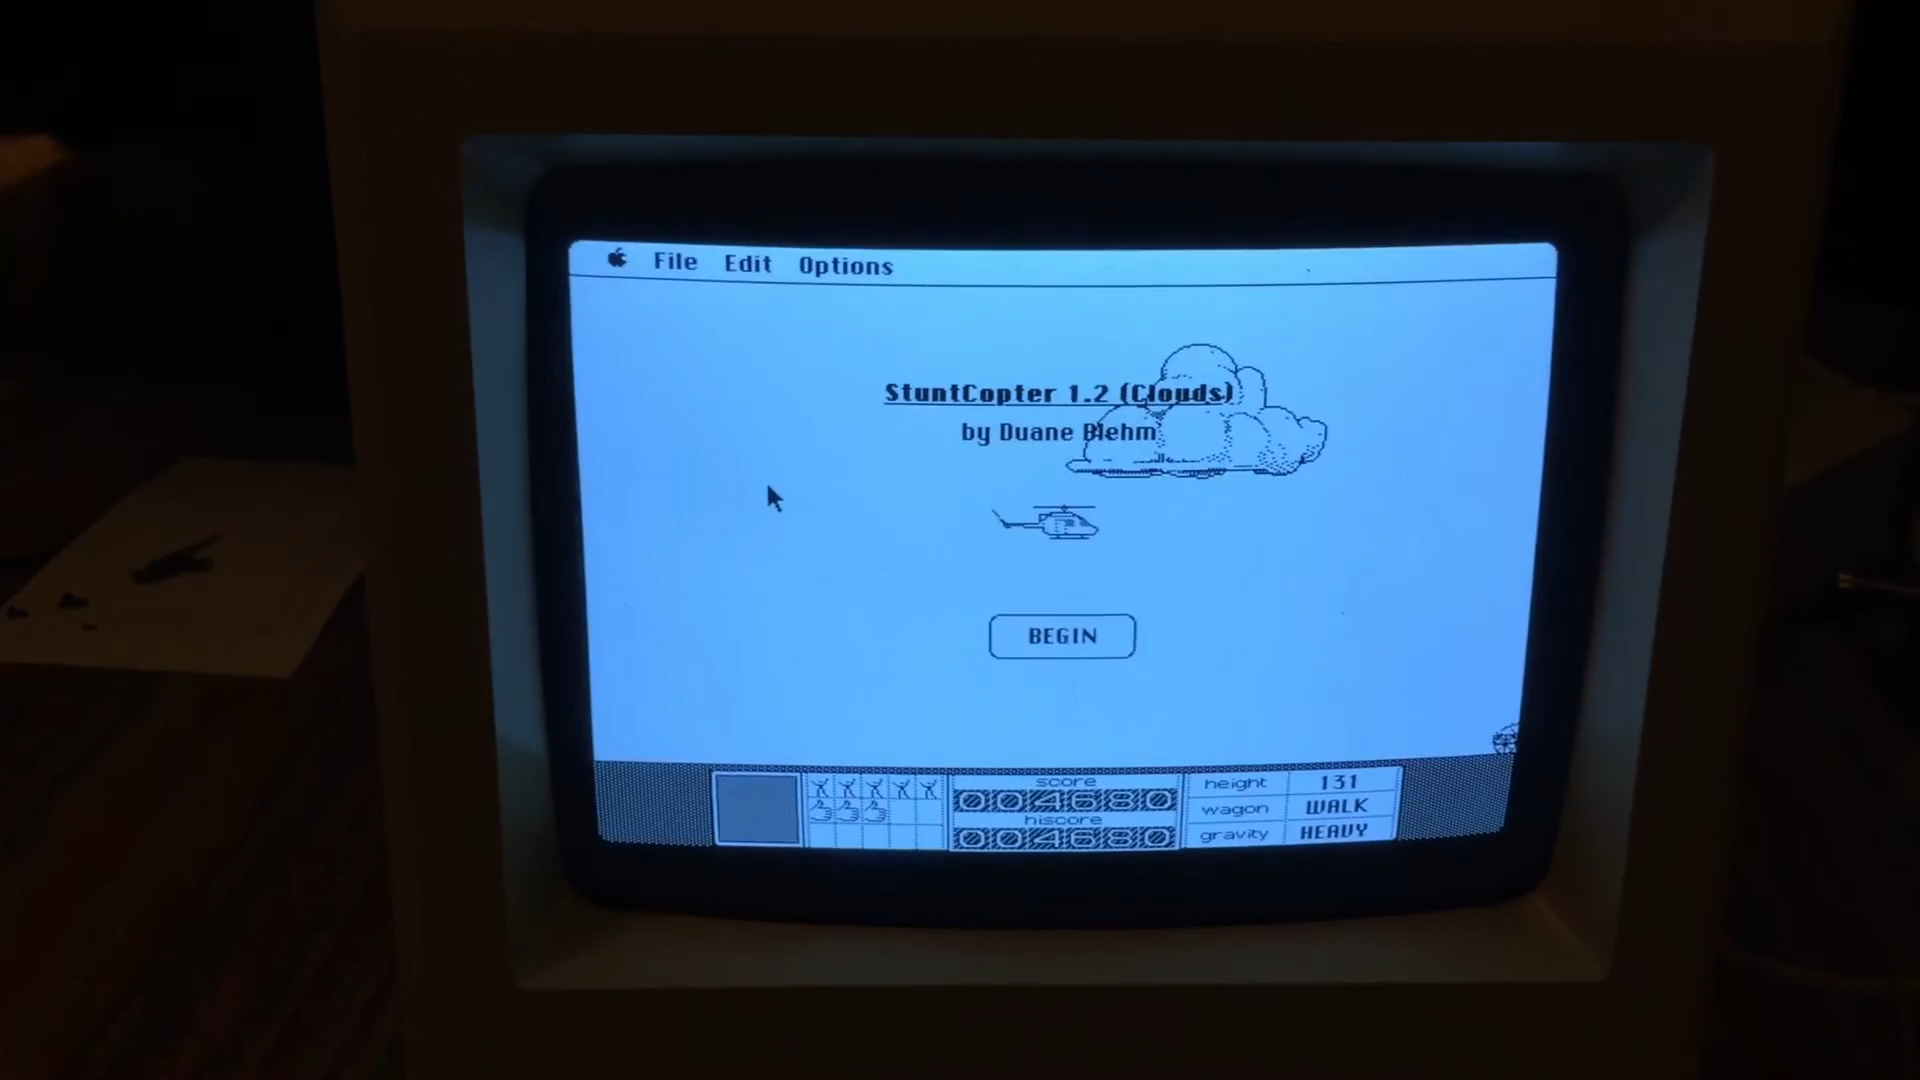 File Edit Options
StuntCopter 1.2 (Clouds)
by Duane Blehm
BEGIN
score
004680
hiscore
004680
height 131
wagon WALK
gravity HEAVY